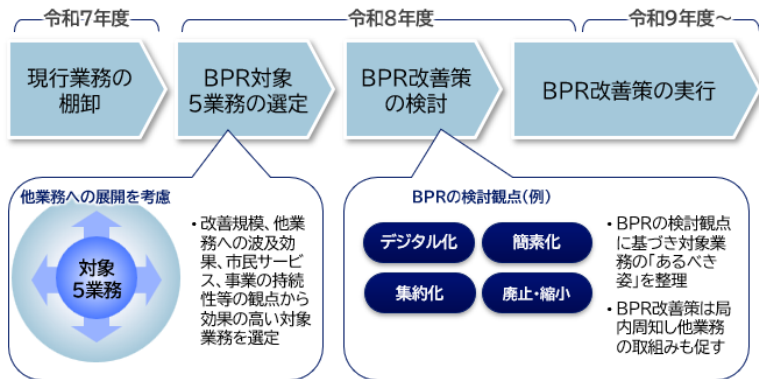 令和7年度
令和8年度
令和9年度～
現行業務の
棚卸
BPR対象
5業務の選定
BPR改善策
の検討
BPR改善策の実行
他業務への展開を考慮
対象
5業務
・改善規模、他業
務への波及効
果、市民サービ
ス、事業の持続
性等の観点から
効果の高い対象
業務を選定
BPRの検討観点(例)
デジタル化
簡素化
集約化
廃止・縮小
・BPRの検討観点
に基づき対象業
務の「あるべき
姿」を整理
・BPR改善策は局
内周知し他業務
の取組みも促す